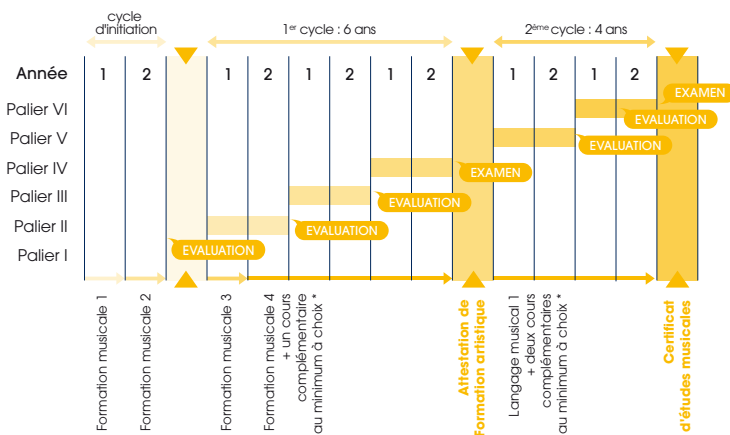 cycle
d'initiation
1er cycle : 6 ans
2ème cycle : 4 ans
Année 1 2 1 2 1 2 1 2 1 2 1 2
Palier VI
EXAMEN
EVALUATION
Palier V
EVALUATION
Palier IV
EXAMEN
Palier III
EVALUATION
Palier II
EVALUATION
Palier I
EVALUATION
Formation musicale 1
Formation musicale 2
Formation musicale 3
Formation musicale 4
+ un cours
complémentaire
au minimum à choix *
Attestation de
Formation artistique
Langage musical 1
+ deux cours
complémentaires
au minimum à choix *
Certificat
d'études musicales